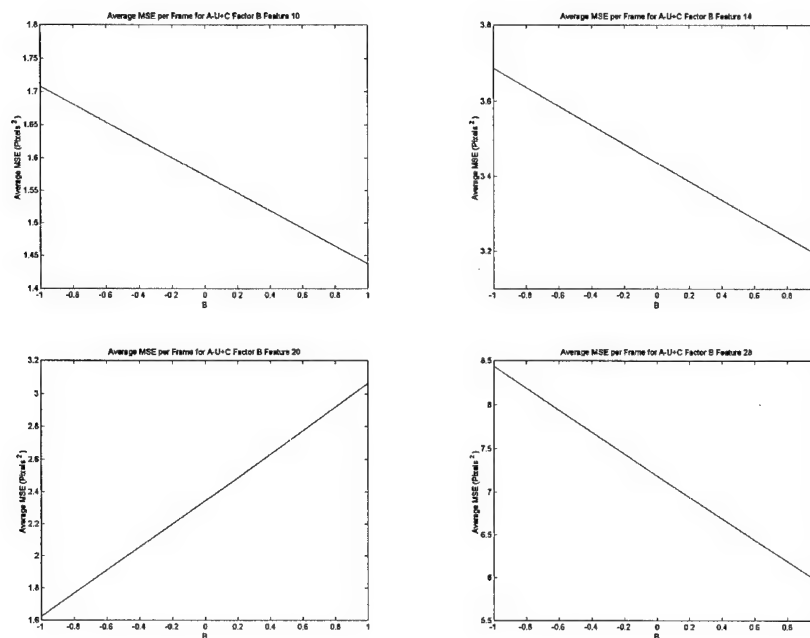 Average MSE per Frame for A-U+C Factor B Feature 10
1.8
1.75
1.7
1.65
1.6
1.55
1.5
1.45
1.4
Average MSE (Pixels ²)
-1 -0.8 -0.6 -0.4 -0.2 0 0.2 0.4 0.6 0.8 1
B
Average MSE per Frame for A-U+C Factor B Feature 14
3.8
3.6
3.4
3.2
Average MSE (Pixels ²)
-1 -0.8 -0.6 -0.4 -0.2 0 0.2 0.4 0.6 0.8
B
Average MSE per Frame for A-U+C Factor B Feature 20
3.2
3
2.8
2.6
2.4
2.2
2
1.8
1.6
Average MSE (Pixels ²)
-1 -0.8 -0.6 -0.4 -0.2 0 0.2 0.4 0.6 0.8 1
B
Average MSE per Frame for A-U+C Factor B Feature 28
8.5
8
7.5
7
6.5
6
5.5
Average MSE (Pixels ²)
-1 -0.8 -0.6 -0.4 -0.2 0 0.2 0.4 0.6 0.8
B